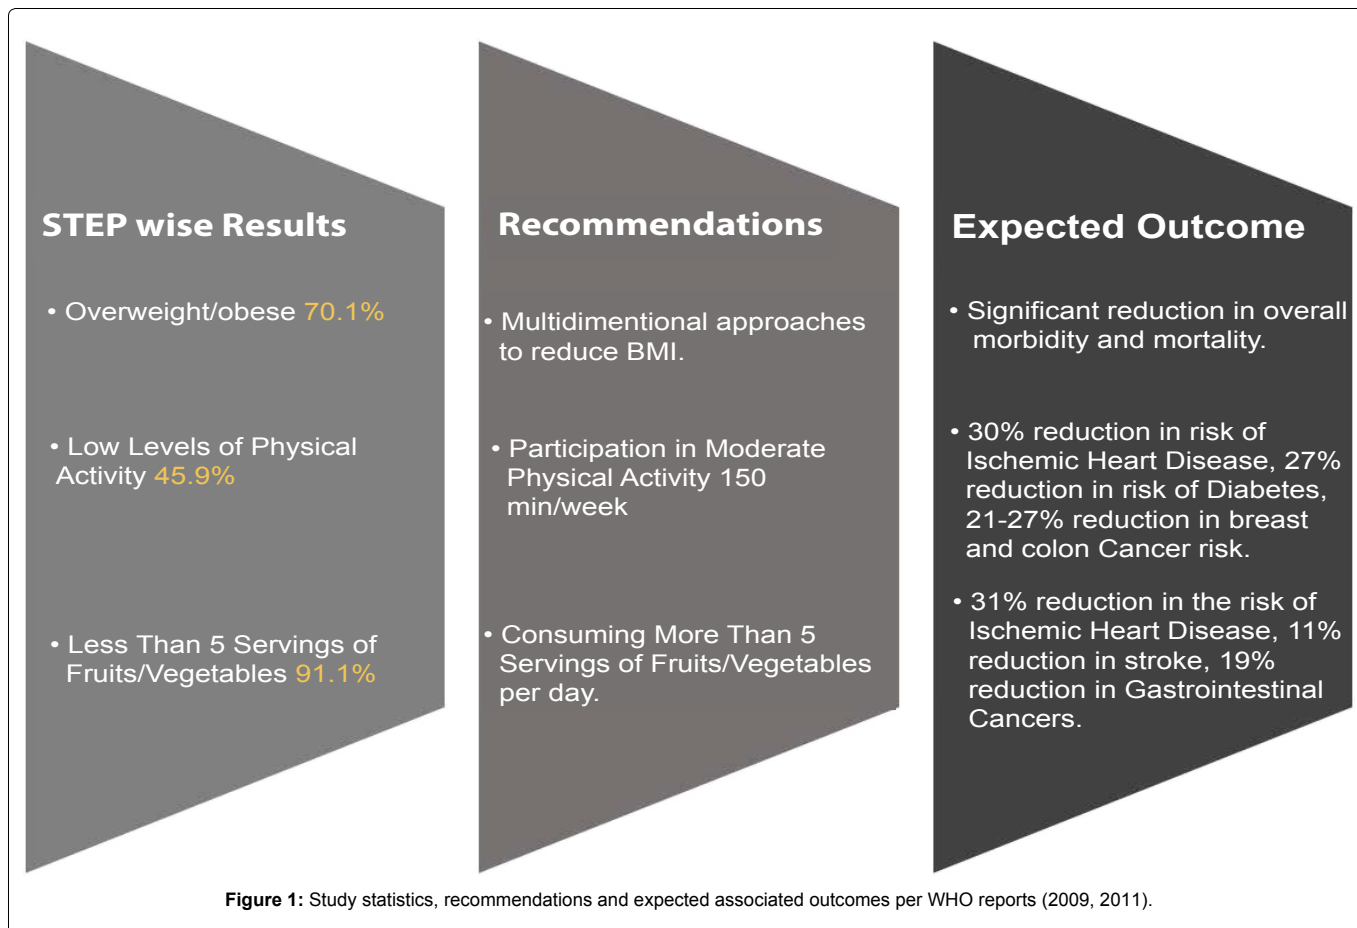 STEP wise Results
• Overweight/obese 70.1%
• Low Levels of Physical
Activity 45.9%
• Less Than 5 Servings of
Fruits/Vegetables 91.1%
Recommendations
• Multidimentional approaches
to reduce BMI.
• Participation in Moderate
Physical Activity 150
min/week
• Consuming More Than 5
Servings of Fruits/Vegetables
per day.
Expected Outcome
• Significant reduction in overall
morbidity and mortality.
• 30% reduction in risk of
Ischemic Heart Disease, 27%
reduction in risk of Diabetes,
21-27% reduction in breast
and colon Cancer risk.
• 31% reduction in the risk of
Ischemic Heart Disease, 11%
reduction in stroke, 19%
reduction in Gastrointestinal
Cancers.
Figure 1: Study statistics, recommendations and expected associated outcomes per WHO reports (2009, 2011).